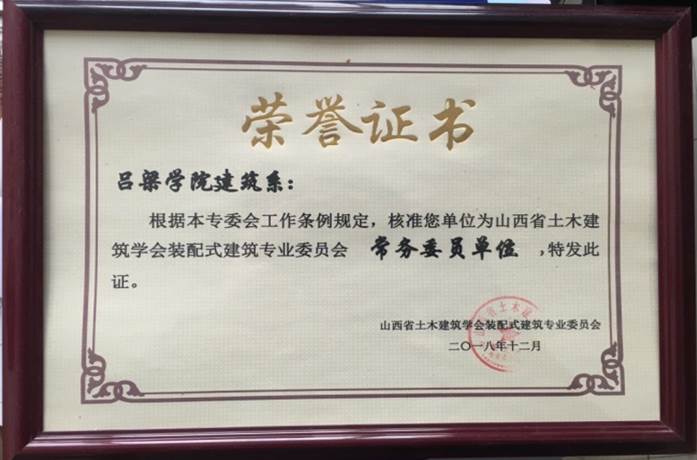 荣誉证书
吕梁学院建筑系：
根据本专委会工作条例规定，核准您单位为山西省土木建
筑学会装配式建筑专业委员会 常务委员单位 ，特发此
证。
山西省土木建筑学会装配式建筑专业委员会
二〇一八年十二月